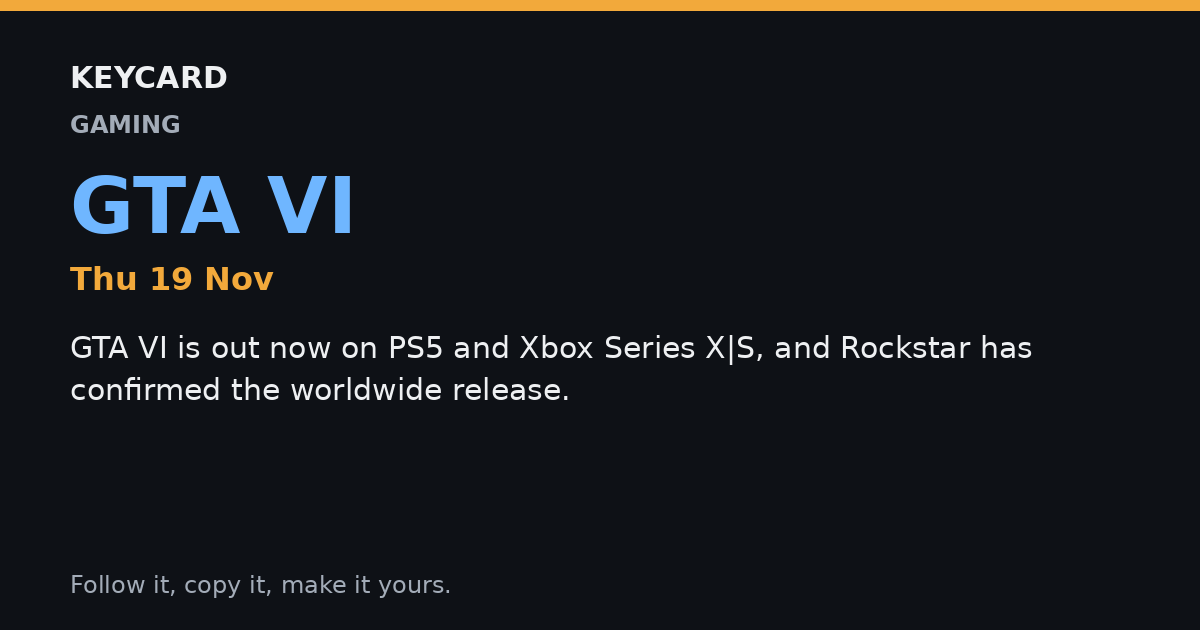 KEYCARD
GAMING
GTA VI
Thu 19 Nov
GTA VI is out now on PS5 and Xbox Series X|S, and Rockstar has
confirmed the worldwide release.
Follow it, copy it, make it yours.